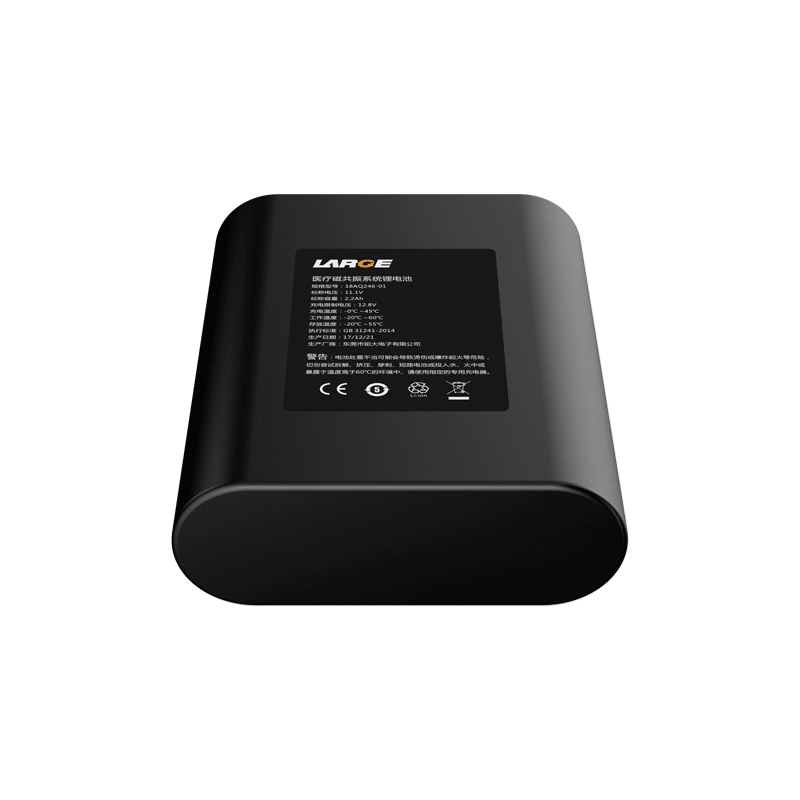 LARGE
医疗磁共振系统锂电池
规格型号：18AQ246-01
标称电压：11.1V
标称容量：2.2Ah
充电限制电压：12.8V
充电温度：-0℃~45℃
工作温度：-20℃~60℃
存放温度：-20℃~55℃
执行标准：GB 31241-2014
生产日期：17/12/21
生产厂商：东莞市钜大电子有限公司
警告：电池处置不当可能会导致烫伤或爆炸起火等危险，
切勿尝试拆解、挤压、穿刺、短路电池或投入水、火中或
暴露于温度高于60℃的环境中，请使用指定的专用充电器。
CE 5 Li-ion